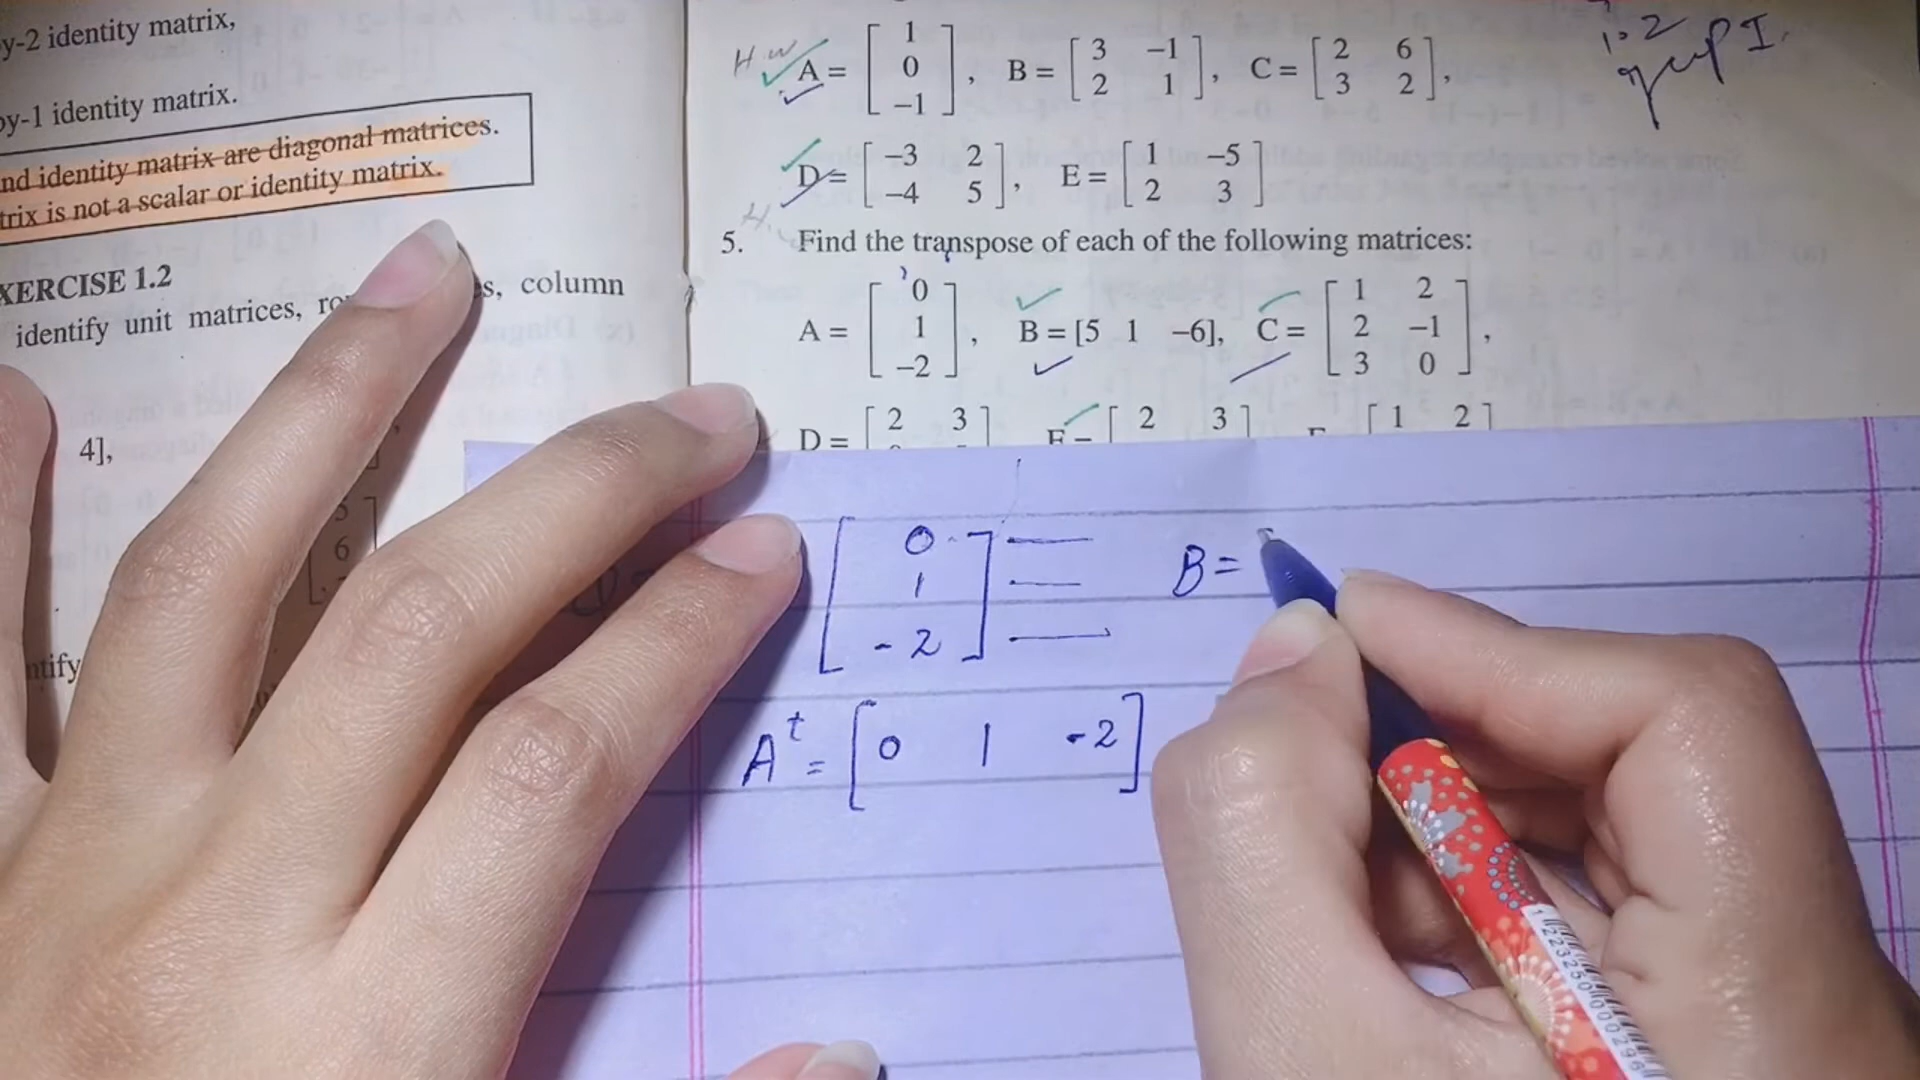 y-2 identity matrix,
by-1 identity matrix.
nd identity matrix are diagonal matrices.
trix is not a scalar or identity matrix.
XERCISE 1.2
identify unit matrices, column
4],
5
6
ntify
1.2
H.W
A = [ 1 0 -1 ] , B = [ 3 -1 2 1 ] , C = [ 2 6 3 2 ] ,
D = [ -3 2 -4 5 ] , E = [ 1 -5 2 3 ]
5. Find the transpose of each of the following matrices:
A = [ 0 1 -2 ] , B = [5 1 -6], C = [ 1 2 2 -1 3 0 ] ,
D = [ 2 3 ] [ 2 3 ] [ 1 2 ]
[ 0 1 -2 ] B =
A^t = [ 0 1 -2 ]
1223250000296